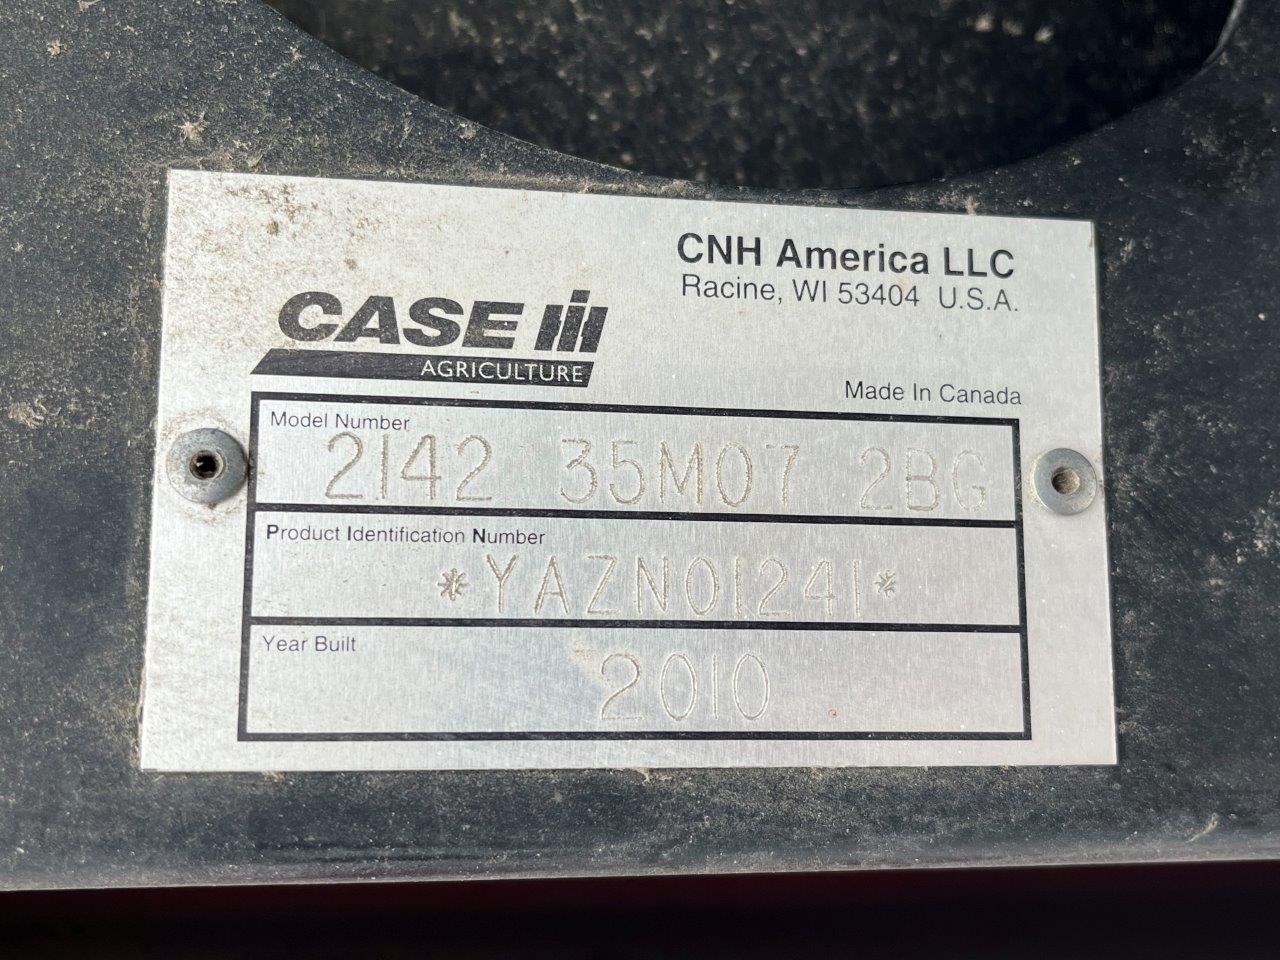 CNH America LLC
Racine, WI 53404 U.S.A.
CASE IH
AGRICULTURE
Made In Canada
Model Number
2142 35M07 2BG
Product Identification Number
*YAZN01241*
Year Built
2010